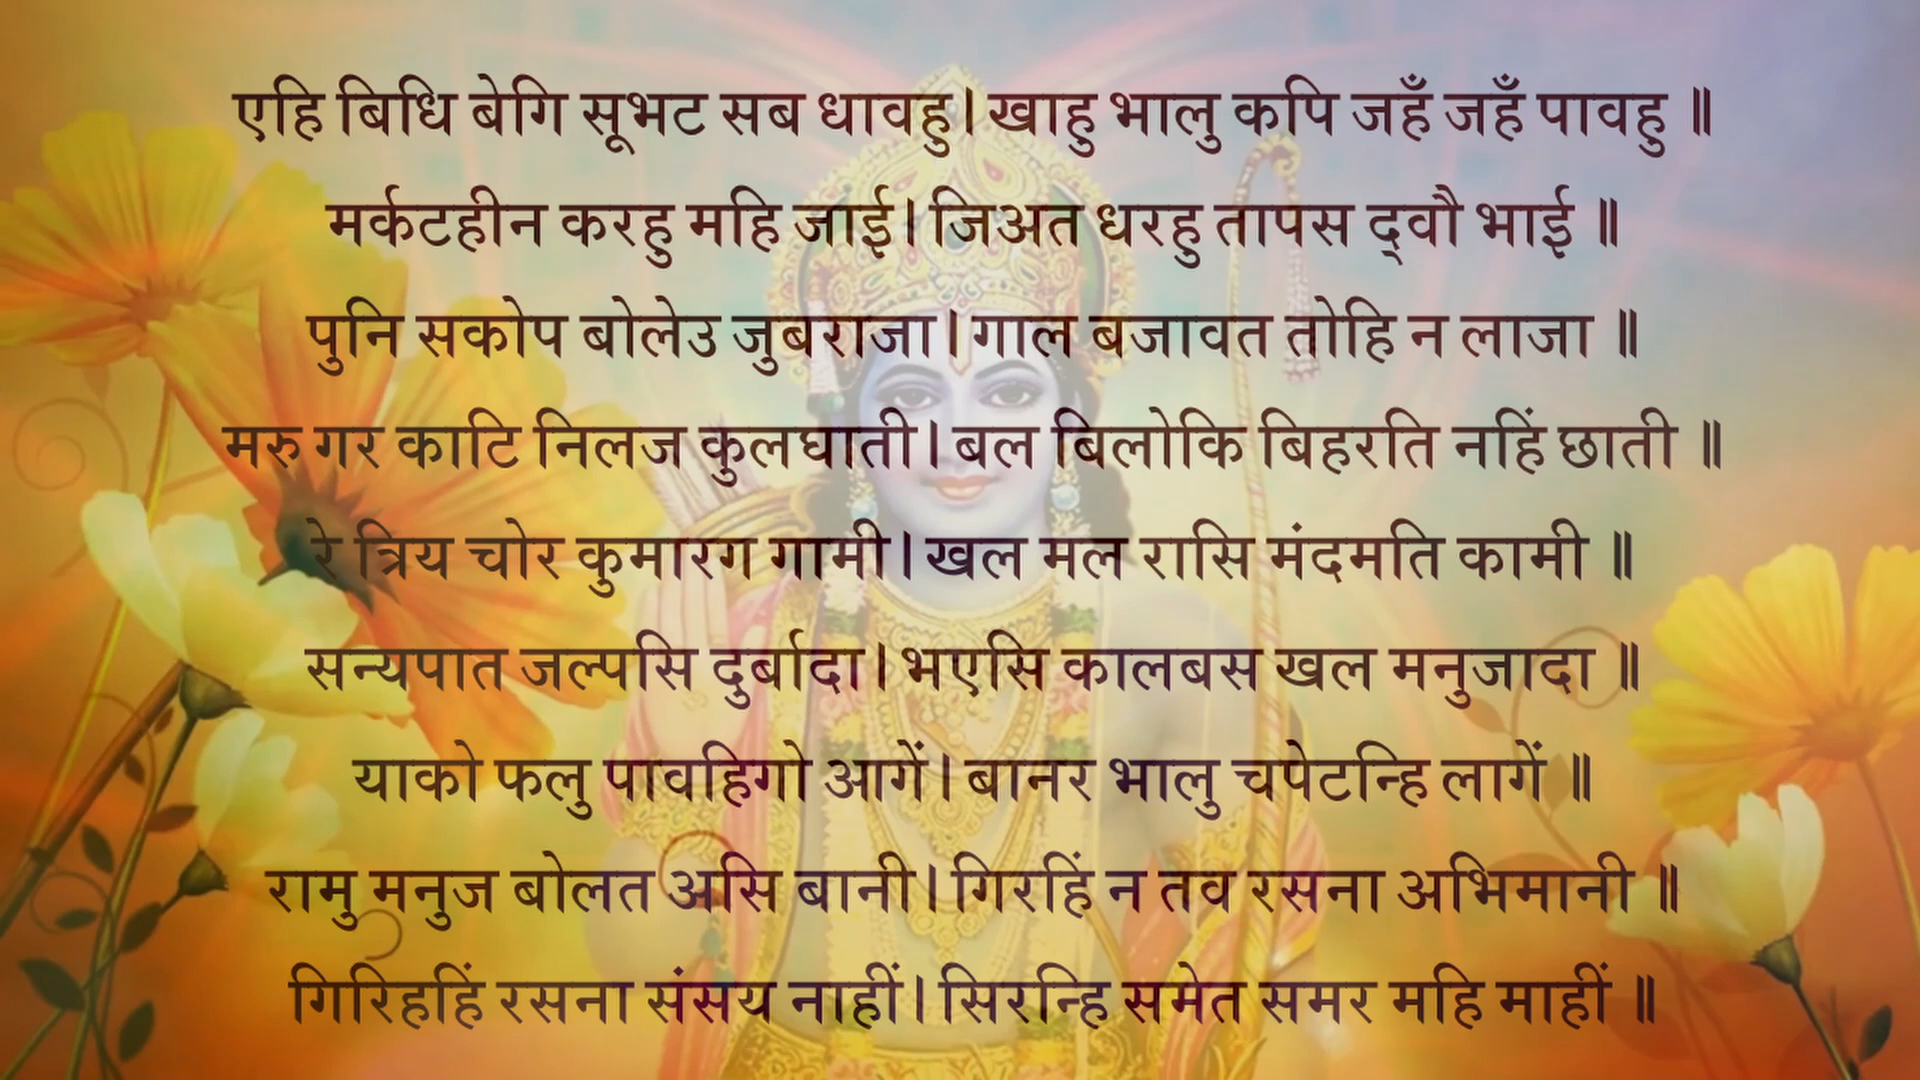 एहि बिधि बेगि सूभट सब धावहु। खाहु भालु कपि जहँ जहँ पावहु ॥
मर्कटहीन करहु महि जाई। जिअत धरहु तापस द्वौ भाई ॥
पुनि सकोप बोलेउ जुबराजा। गाल बजावत तोहि न लाजा ॥
मरु गर काटि निलज कुलघाती। बल बिलोकि बिहरति नहिं छाती ॥
रे त्रिय चोर कुमारग गामी। खल मल रासि मंदमति कामी ॥
सन्यपात जल्पसि दुर्बादा। भएसि कालबस खल मनुजादा ॥
याको फलु पावहिगो आगें। बानर भालु चपेटन्हि लागें ॥
रामु मनुज बोलत असि बानी। गिरहिं न तव रसना अभिमानी ॥
गिरिहहिं रसना संसय नाहीं। सिरन्हि समेत समर महि माहीं ॥